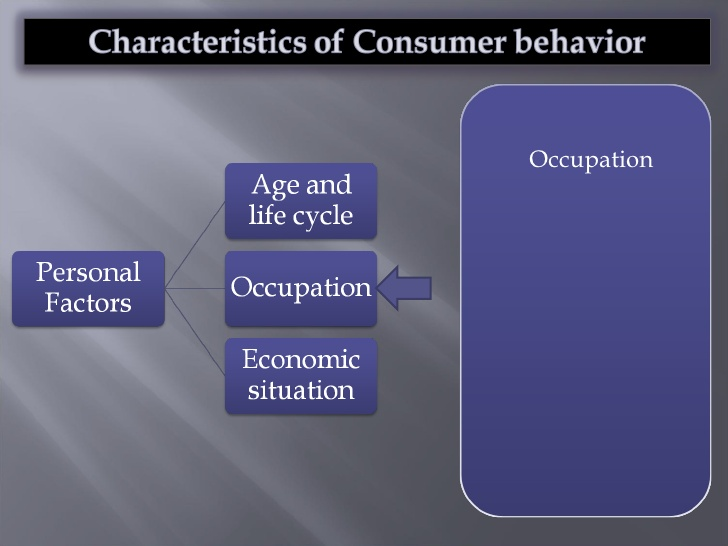 Characteristics of Consumer behavior
Personal
Factors
Age and
life cycle
Occupation
Economic
situation
Occupation